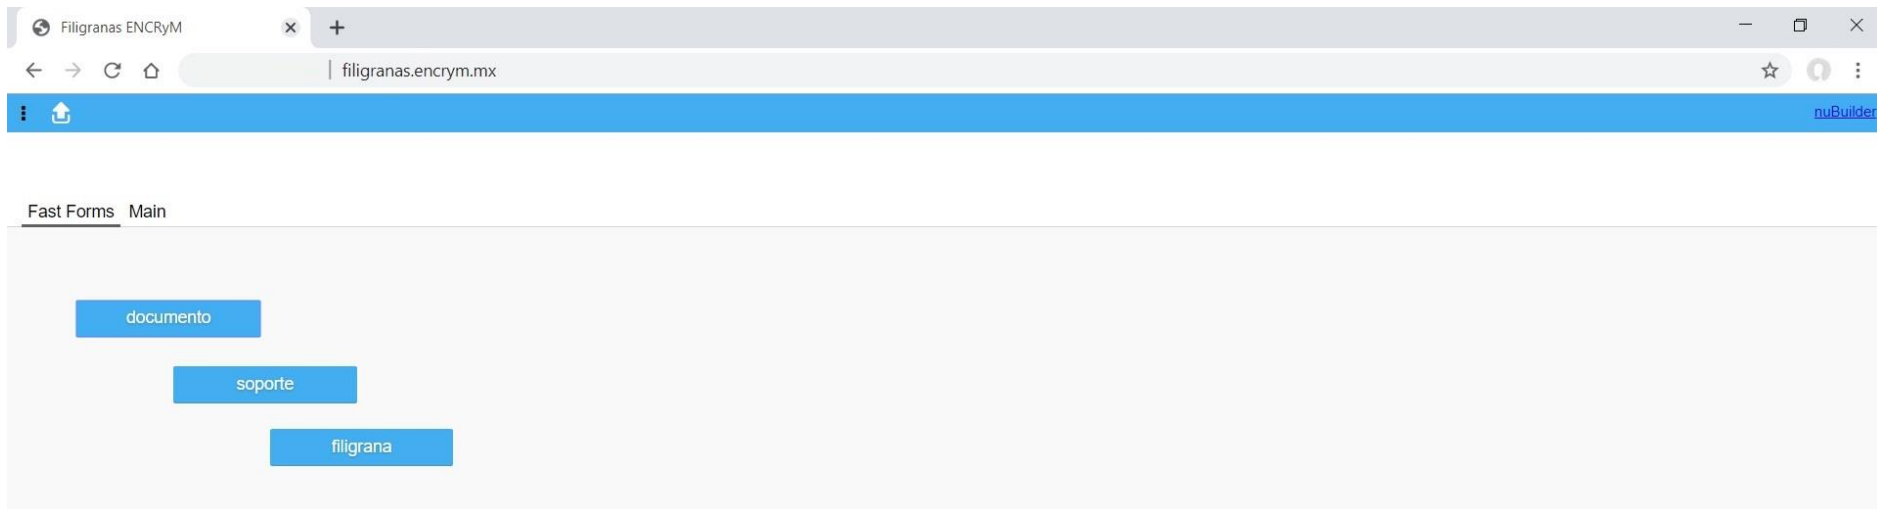 Filigranas ENCRyM
filigranas.encrym.mx
nuBuilder
Fast Forms Main
documento
soporte
filigrana